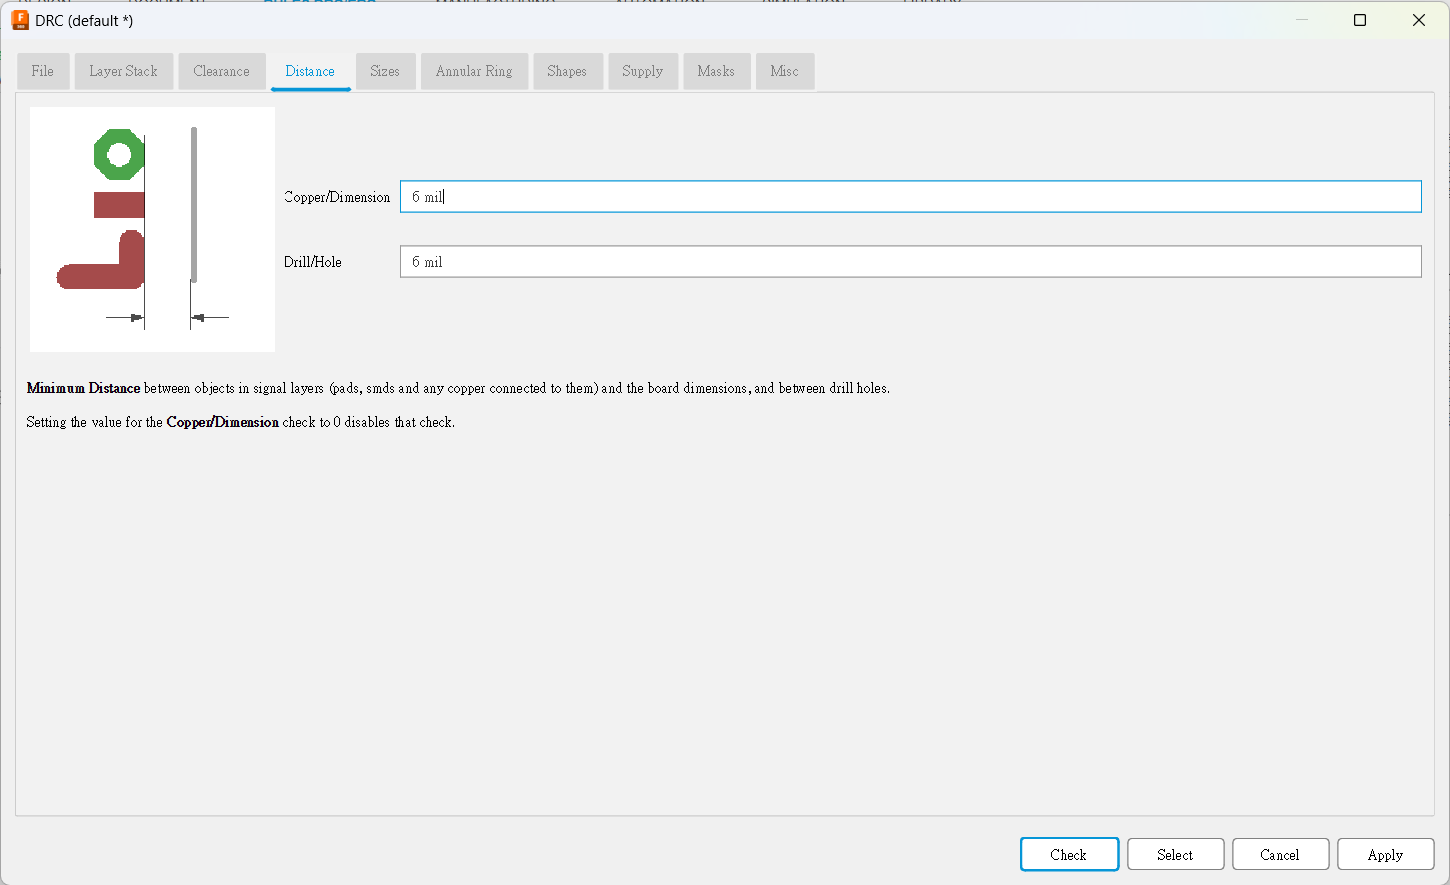 DRC (default *)
File Layer Stack Clearance Distance Sizes Annular Ring Shapes Supply Masks Misc
Copper/Dimension 6 mil
Drill/Hole 6 mil
Minimum Distance between objects in signal layers (pads, smds and any copper connected to them) and the board dimensions, and between drill holes.
Setting the value for the Copper/Dimension check to 0 disables that check.
Check Select Cancel Apply